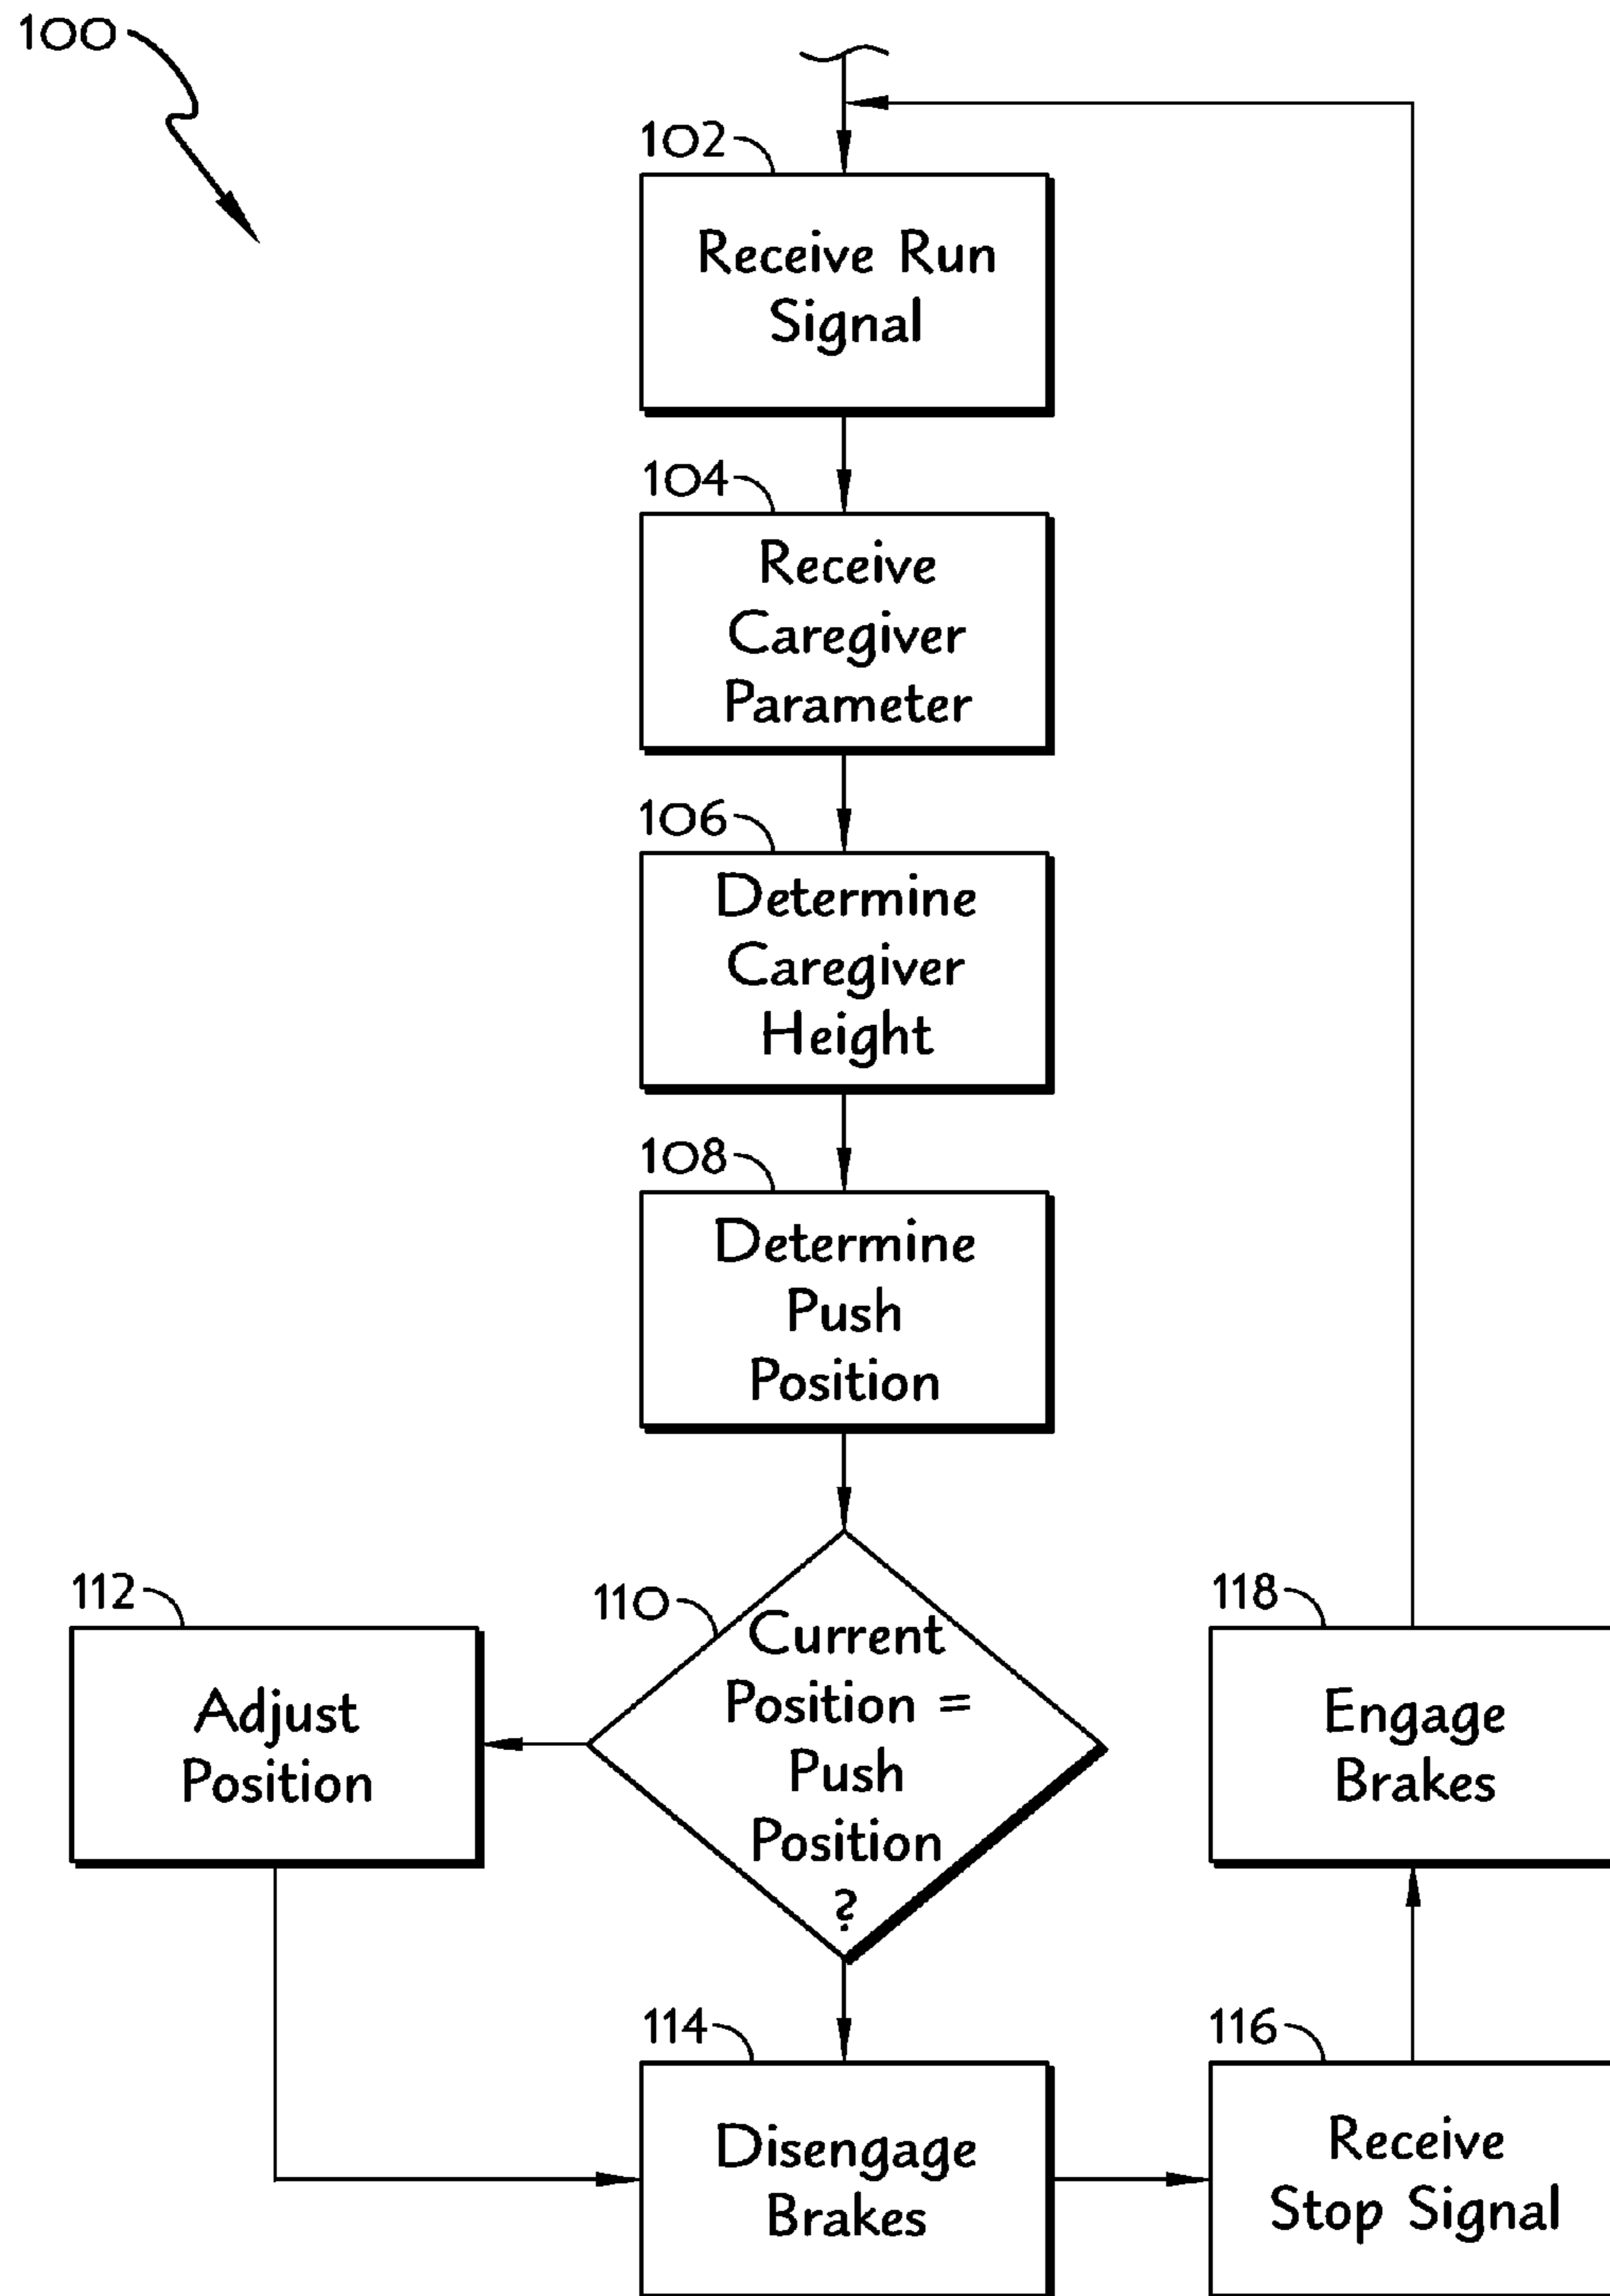 100
102
Receive Run
Signal
104
Receive
Caregiver
Parameter
106
Determine
Caregiver
Height
108
Determine
Push
Position
110
Current
Position =
Push
Position
?
112
Adjust
Position
114
Disengage
Brakes
116
Receive
Stop Signal
118
Engage
Brakes